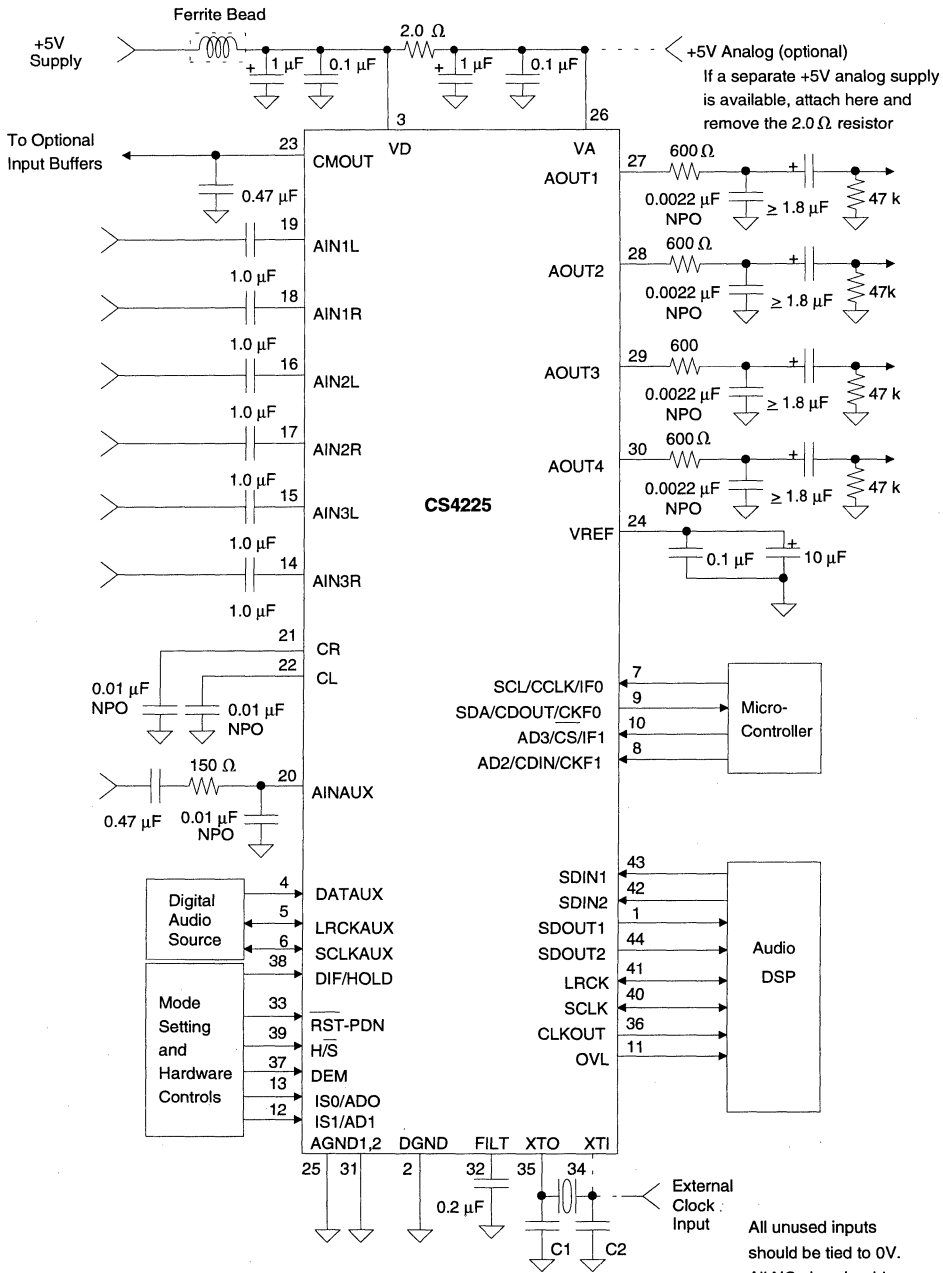 Ferrite Bead
+5V
Supply
+ 1 µF
0.1 µF
2.0 Ω
+ 1 µF
0.1 µF
+5V Analog (optional)
If a separate +5V analog supply
is available, attach here and
remove the 2.0 Ω resistor
3
26
VD
VA
To Optional
Input Buffers
23
CMOUT
0.47 µF
19
AIN1L
1.0 µF
18
AIN1R
1.0 µF
16
AIN2L
1.0 µF
17
AIN2R
1.0 µF
15
AIN3L
1.0 µF
14
AIN3R
1.0 µF
21
CR
22
CL
0.01 µF
NPO
0.01 µF
NPO
150 Ω
20
AINAUX
0.47 µF
0.01 µF
NPO
CS4225
AOUT1
27
600 Ω
0.0022 µF
NPO
+
≥ 1.8 µF
47 k
AOUT2
28
600 Ω
0.0022 µF
NPO
+
≥ 1.8 µF
47k
AOUT3
29
600
0.0022 µF
NPO
+
≥ 1.8 µF
47 k
AOUT4
30
600 Ω
0.0022 µF
NPO
+
≥ 1.8 µF
47 k
VREF
24
0.1 µF
+
10 µF
SCL/CCLK/IF0
7
SDA/CDOUT/CKF0
9
AD3/C̅S̅/IF1
10
AD2/CDIN/CKF1
8
Micro-
Controller
Digital
Audio
Source
4
DATAUX
5
LRCKAUX
6
SCLKAUX
Mode
Setting
and
Hardware
Controls
38
DIF/HOLD
33
R̅S̅T̅-PDN
39
H/S̅
37
DEM
13
IS0/ADO
12
IS1/AD1
SDIN1
43
SDIN2
42
SDOUT1
1
SDOUT2
44
LRCK
41
SCLK
40
CLKOUT
36
OVL
11
Audio
DSP
AGND1,2
DGND
FILT
XTO
XTI
25
31
2
32
35
34
0.2 µF
C1
C2
External
Clock
Input
All unused inputs
should be tied to 0V.